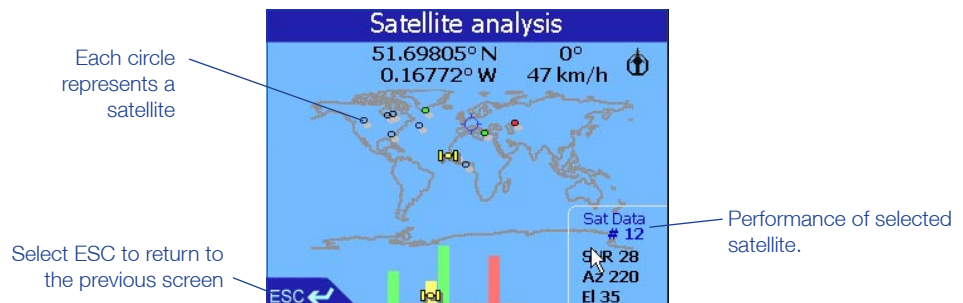 Satellite analysis
51.69805° N 0°
0.16772° W 47 km/h
Each circle
represents a
satellite
Sat Data
# 12
Performance of selected
satellite.
28
Az 220
El 35
Select ESC to return to
the previous screen
ESC